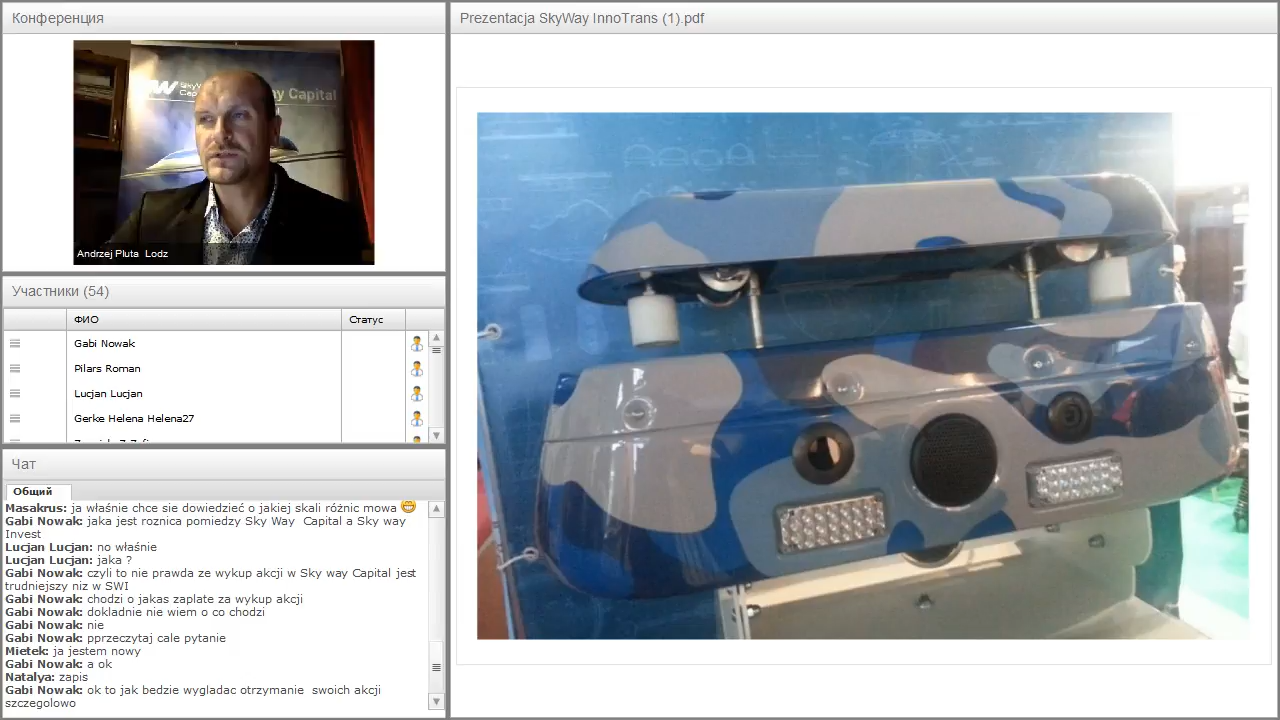 Конференция
SkyW
Cap
ay Capital
Andrzej Pluta Lodz
Участники (54)
ФИО Статус
Gabi Nowak
Pilars Roman
Lucjan Lucjan
Gerke Helena Helena27
Чат
Общий
Masakrus: ja właśnie chce sie dowiedzieć o jakiej skali różnic mowa
Gabi Nowak: jaka jest roznica pomiedzy Sky Way Capital a Sky way
Invest
Lucjan Lucjan: no właśnie
Lucjan Lucjan: jaka ?
Gabi Nowak: czyli to nie prawda ze wykup akcji w Sky way Capital jest
trudniejszy niz w SWI
Gabi Nowak: chodzi o jakas zaplate za wykup akcji
Gabi Nowak: dokladnie nie wiem o co chodzi
Gabi Nowak: nie
Gabi Nowak: pprzeczytaj cale pytanie
Mietek: ja jestem nowy
Gabi Nowak: a ok
Natalya: zapis
Gabi Nowak: ok to jak bedzie wygladac otrzymanie swoich akcji
szczegolowo
Prezentacja SkyWay InnoTrans (1).pdf